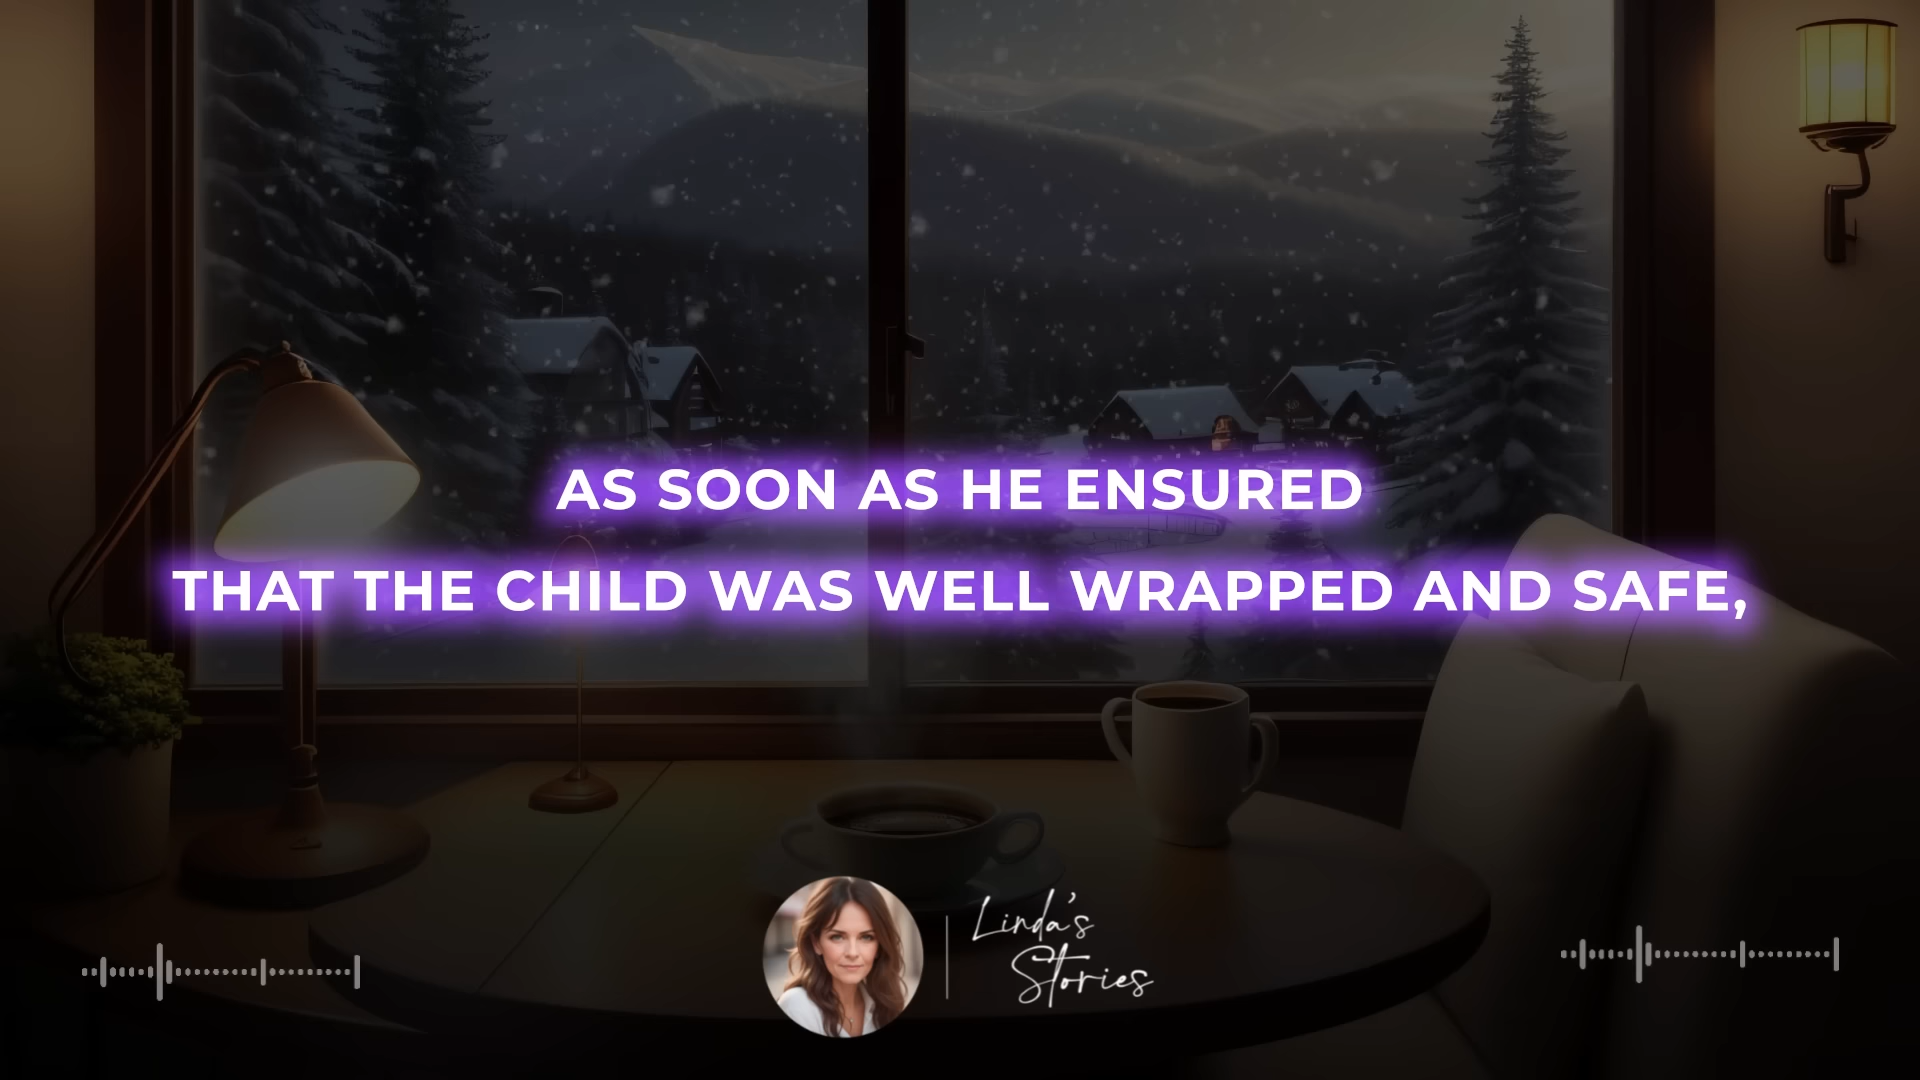 AS SOON AS HE ENSURED
THAT THE CHILD WAS WELL WRAPPED AND SAFE,
Linda's
Stories